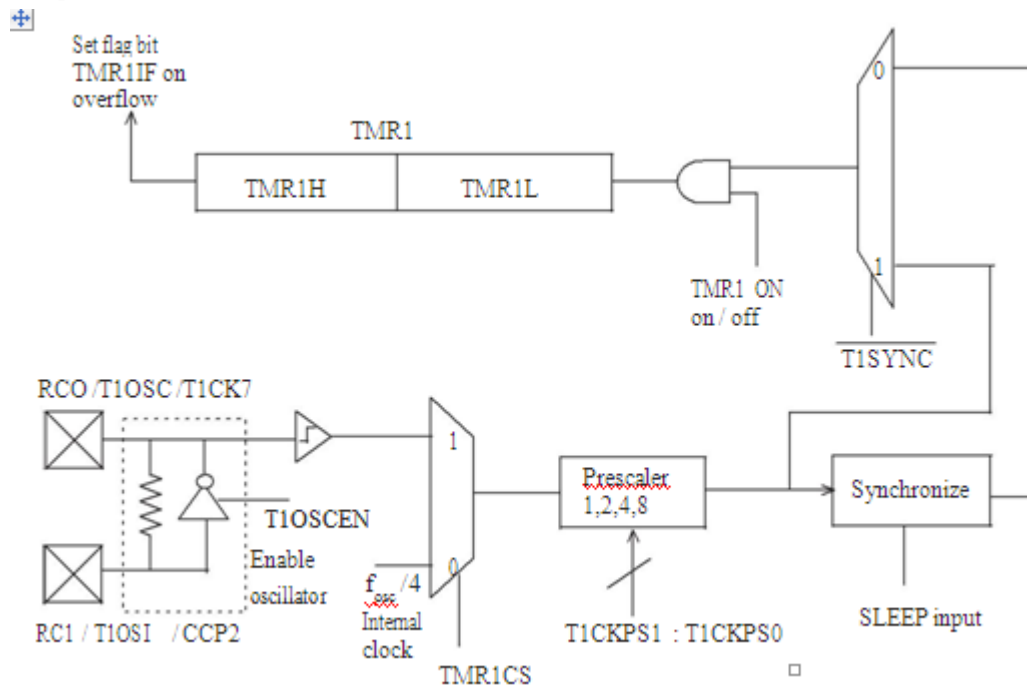 Set flag bit
TMR1IF on
overflow
TMR1
TMR1H
TMR1L
0
1
TMR1 ON
on / off
T1SYNC
RCO /T1OSC /T1CK7
1
0
T1OSCEN
Enable
oscillator
fosc /4
Internal
clock
TMR1CS
Prescaler
1,2,4,8
T1CKPS1 : T1CKPS0
Synchronize
SLEEP input
RC1 / T1OSI / CCP2